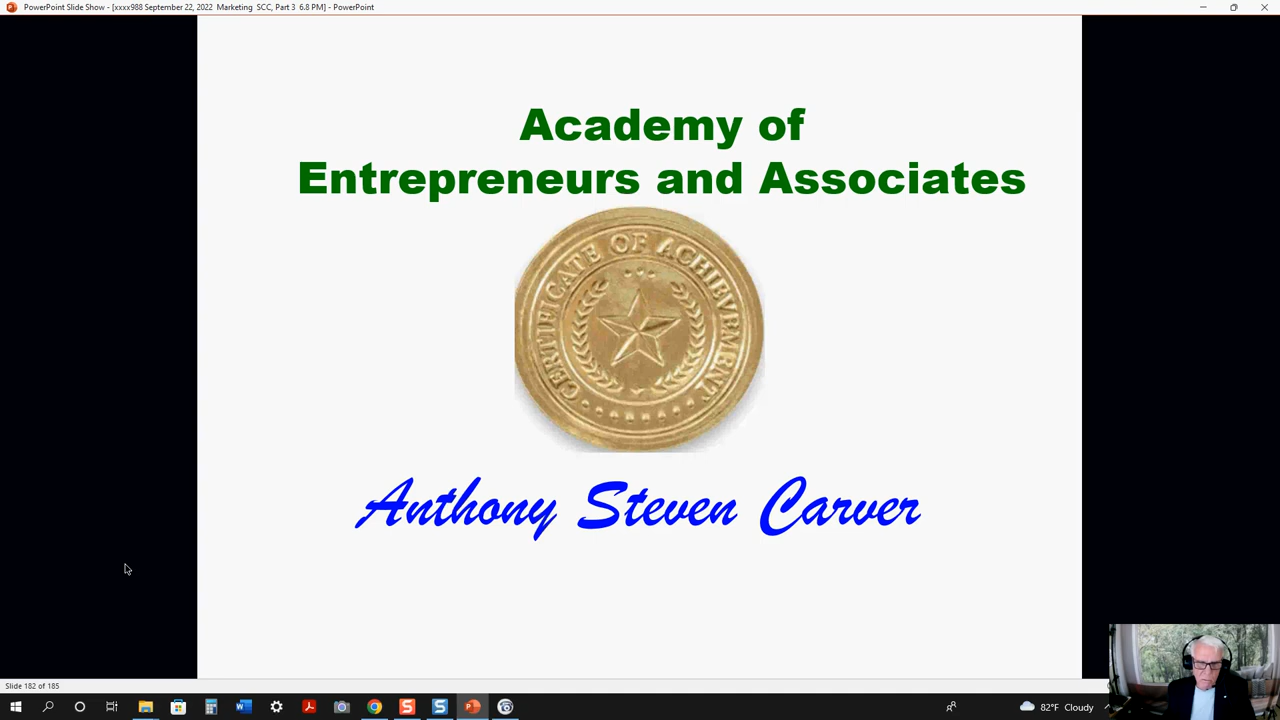 PowerPoint Slide Show - [xxxx988 September 22, 2022 Marketing SCC, Part 3 6.8 PM] - PowerPoint
Academy of
Entrepreneurs and Associates
CERTIFICATE OF ACHIEVEMENT
Anthony Steven Carver
Slide 182 of 185
82°F Cloudy